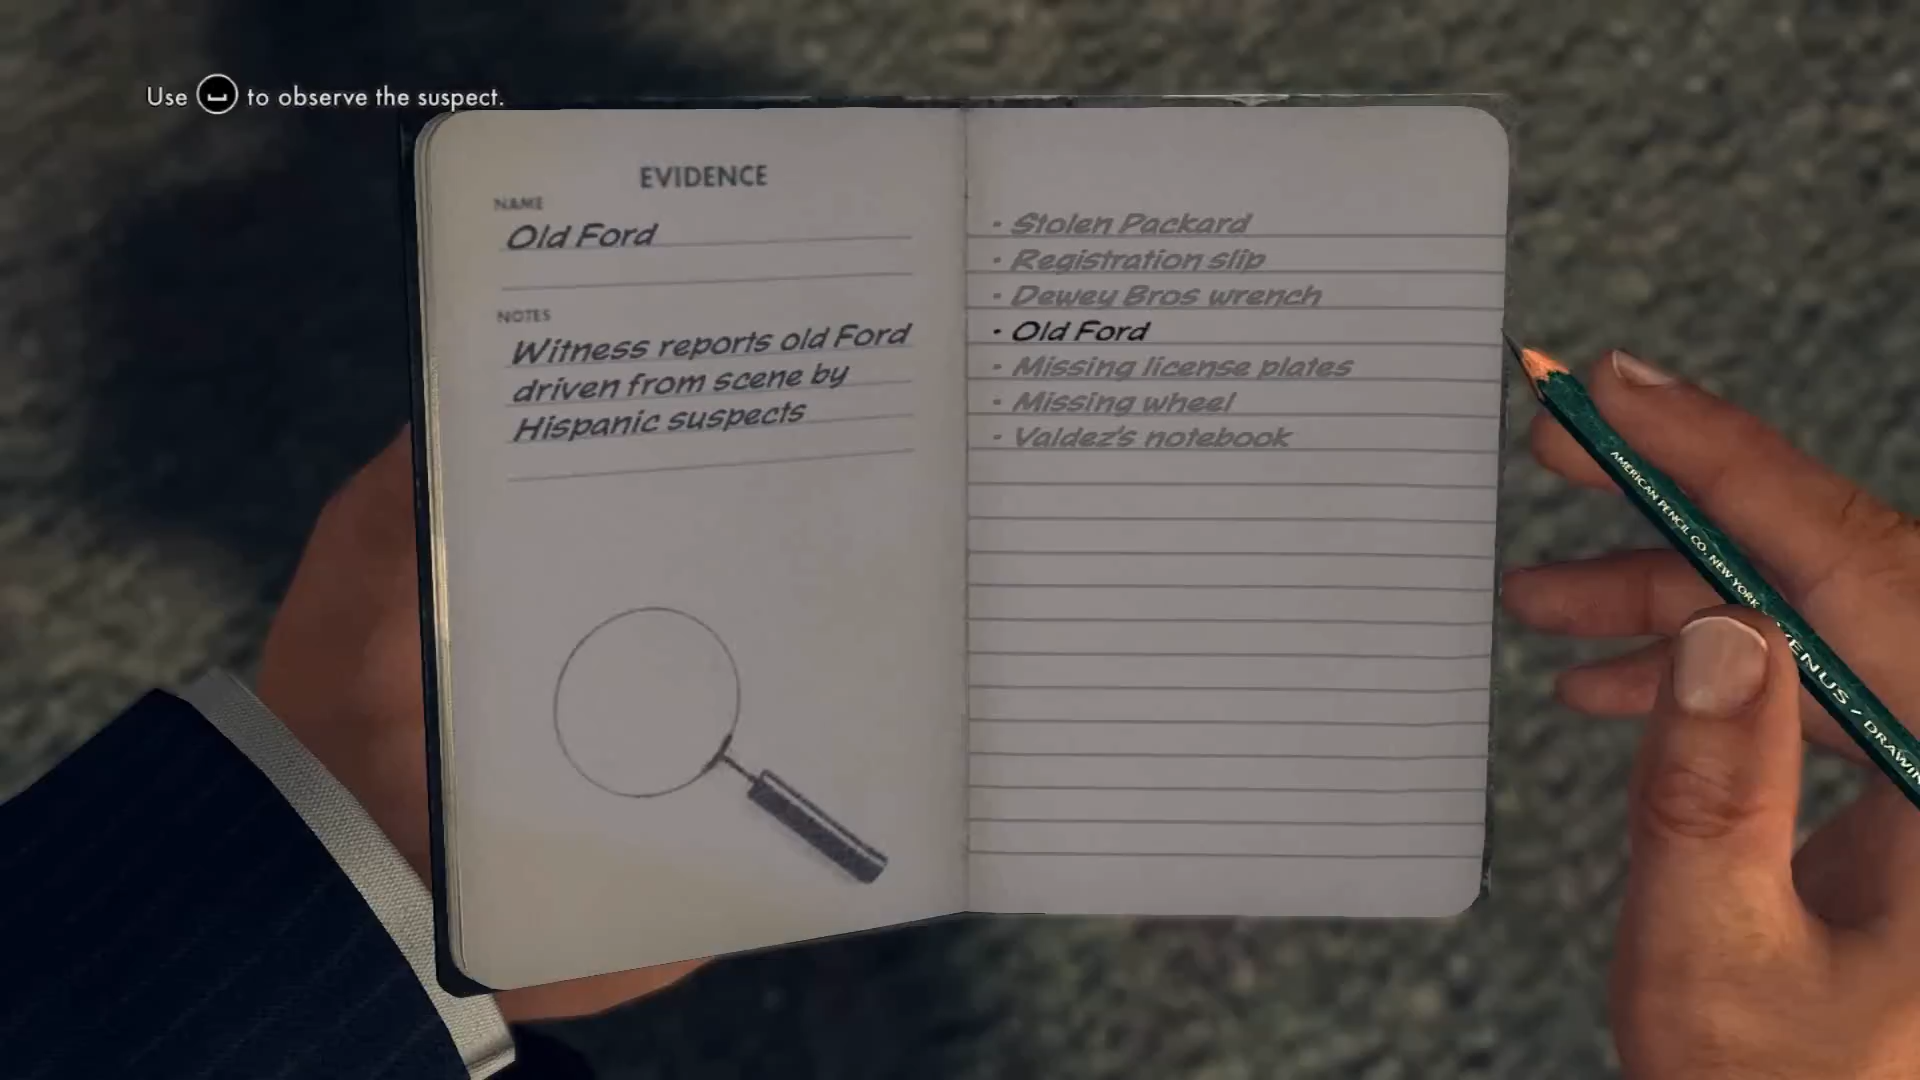 Use to observe the suspect.
EVIDENCE
NAME
Old Ford
NOTES
Witness reports old Ford
driven from scene by
Hispanic suspects
• Stolen Packard
• Registration slip
• Dewey Bros wrench
• Old Ford
• Missing license plates
• Missing wheel
• Valdez's notebook
AMERICAN PENCIL CO. NEW YORK
VENUS / DRAWIN